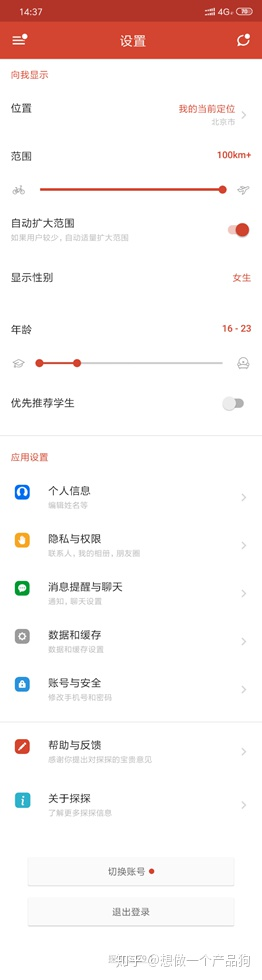 14:37
4G+
70
设置
向我显示
位置
我的当前定位
北京市
范围
100km+
自动扩大范围
如果用户较少，自动适量扩大范围
显示性别
女生
年龄
16 - 23
优先推荐学生
应用设置
个人信息
编辑姓名等
隐私与权限
联系人，我的相册，朋友圈
消息提醒与聊天
通知，聊天设置
数据和缓存
数据和缓存设置
账号与安全
修改手机号和密码
帮助与反馈
感谢你提出对探探的宝贵意见
关于探探
了解更多探探信息
切换账号
退出登录
知乎 @想做一个产品狗